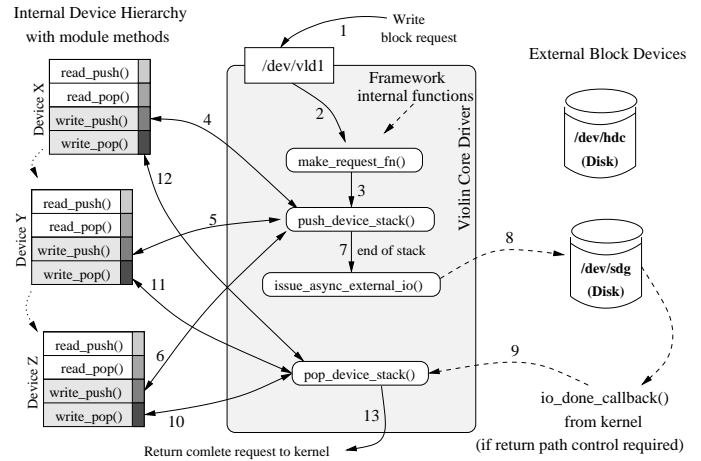 Internal Device Hierarchy
with module methods
Device X
read_push()
read_pop()
write_push()
write_pop()
Device Y
read_push()
read_pop()
write_push()
write_pop()
Device Z
read_push()
read_pop()
write_push()
write_pop()
1
Write
block request
/dev/vld1
Framework
internal functions
2
make_request_fn()
3
4
push_device_stack()
5
7
end of stack
issue_async_external_io()
6
12
11
10
pop_device_stack()
13
Violin Core Driver
Return comlete request to kernel
External Block Devices
/dev/hdc
(Disk)
8
/dev/sdg
(Disk)
9
io_done_callback()
from kernel
(if return path control required)